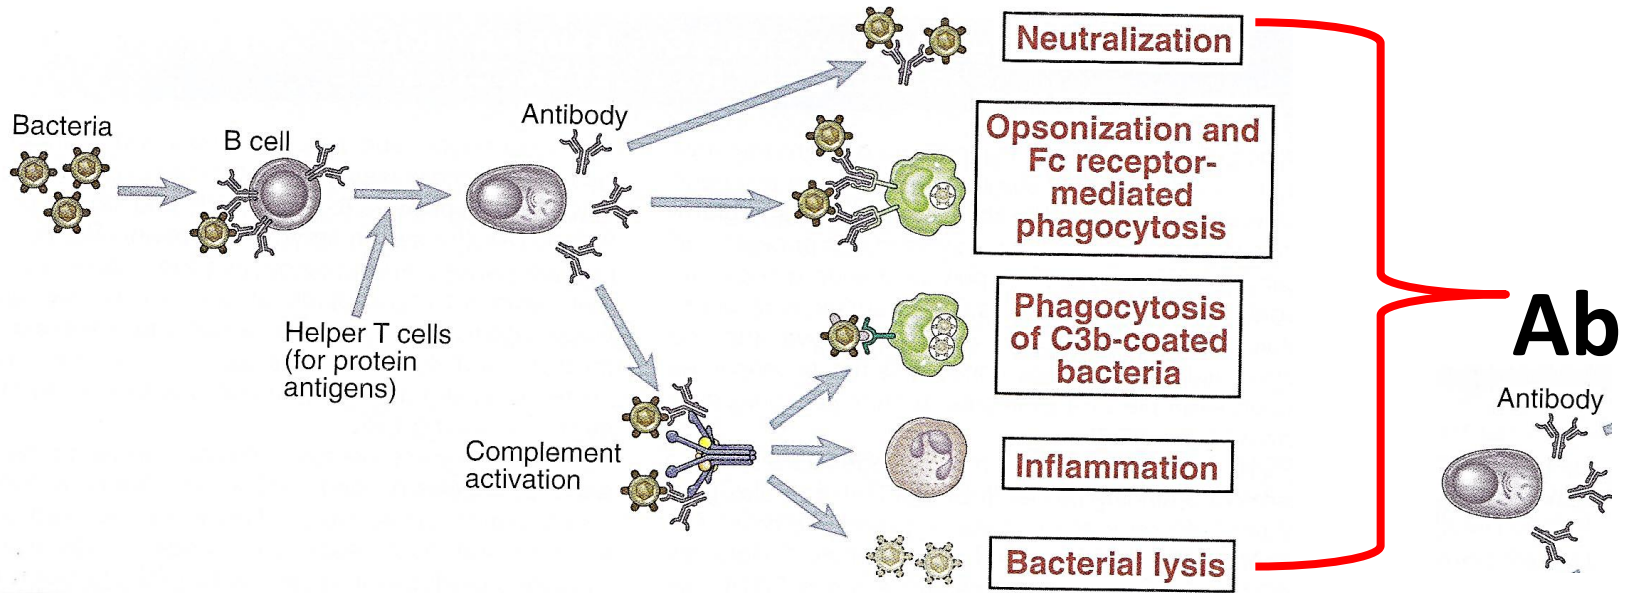 Bacteria
B cell
Helper T cells
(for protein
antigens)
Antibody
Complement
activation
Neutralization
Opsonization and
Fc receptor-
mediated
phagocytosis
Phagocytosis
of C3b-coated
bacteria
Inflammation
Bacterial lysis
Ab
Antibody